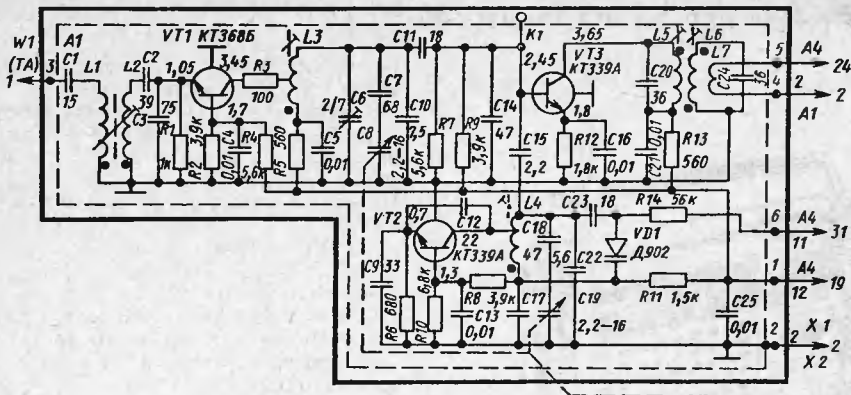 W1 A1
(ТА)
1 3
C1
15
L1
L2
C2
39
C3
75
R1
1к
VT1 КТ368Б
1,05
3,45
R3
100
1,7
R2
3,9к
C4
0,01
R4
5,6к
R5
560
L3
C5
0,01
C6
2/7
C7
68
C8
2,2-16
C11 18
C10
7,5
R7
5,6к
R9
3,9к
C14
47
К1
2,45
3,65
VT3
КТ339А
1,8
C15
2,2
R12
1,8к
C16
0,01
L5
L6
L7
C20
36
C21
0,01
R13
560
C24
36
5 A4
24
4 2
A1
VT2
0,7
C12
22
КТ339А
C9 33
1,3
R6 680
R10 6,8к
R8 3,9к
C13
0,01
L4
C17
C18
47
C19
2,2-16
C23 18
5,6 C22
R14 56к
VD1
Д902
R11 1,5к
C25
0,01
6 A4
11 31
1 A4
12 19
2 X1
2 2
X2